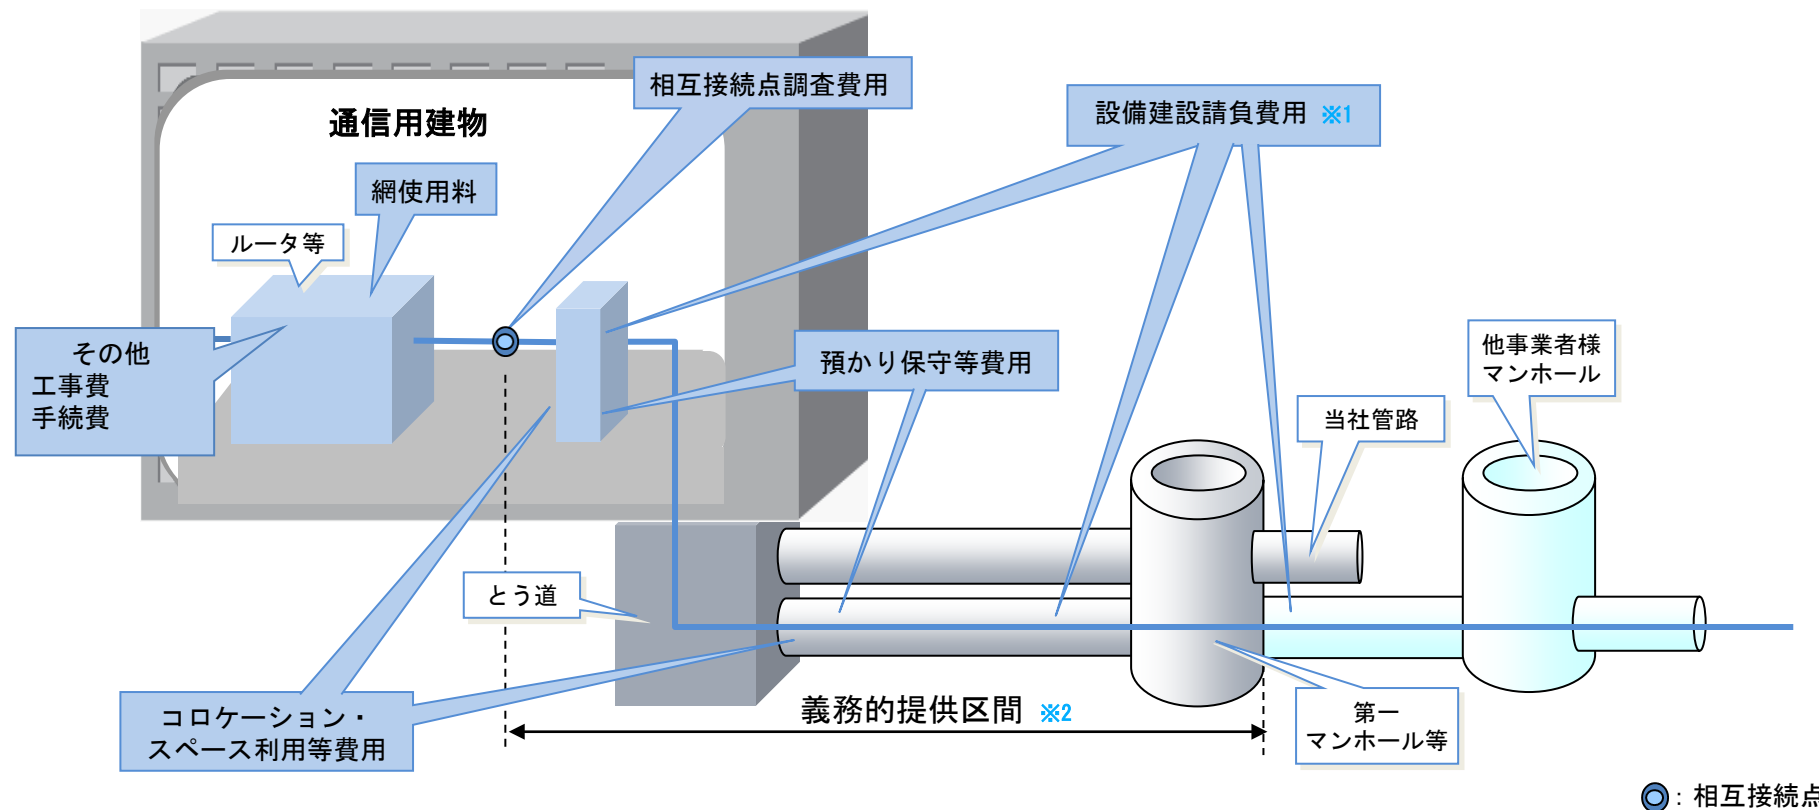 通信用建物
相互接続点調査費用
設備建設請負費用 ※1
網使用料
ルータ等
その他
工事費
手続費
預かり保守等費用
他事業者様
マンホール
当社管路
とう道
コロケーション・
スペース利用等費用
義務的提供区間 ※2
第一
マンホール等
：相互接続点